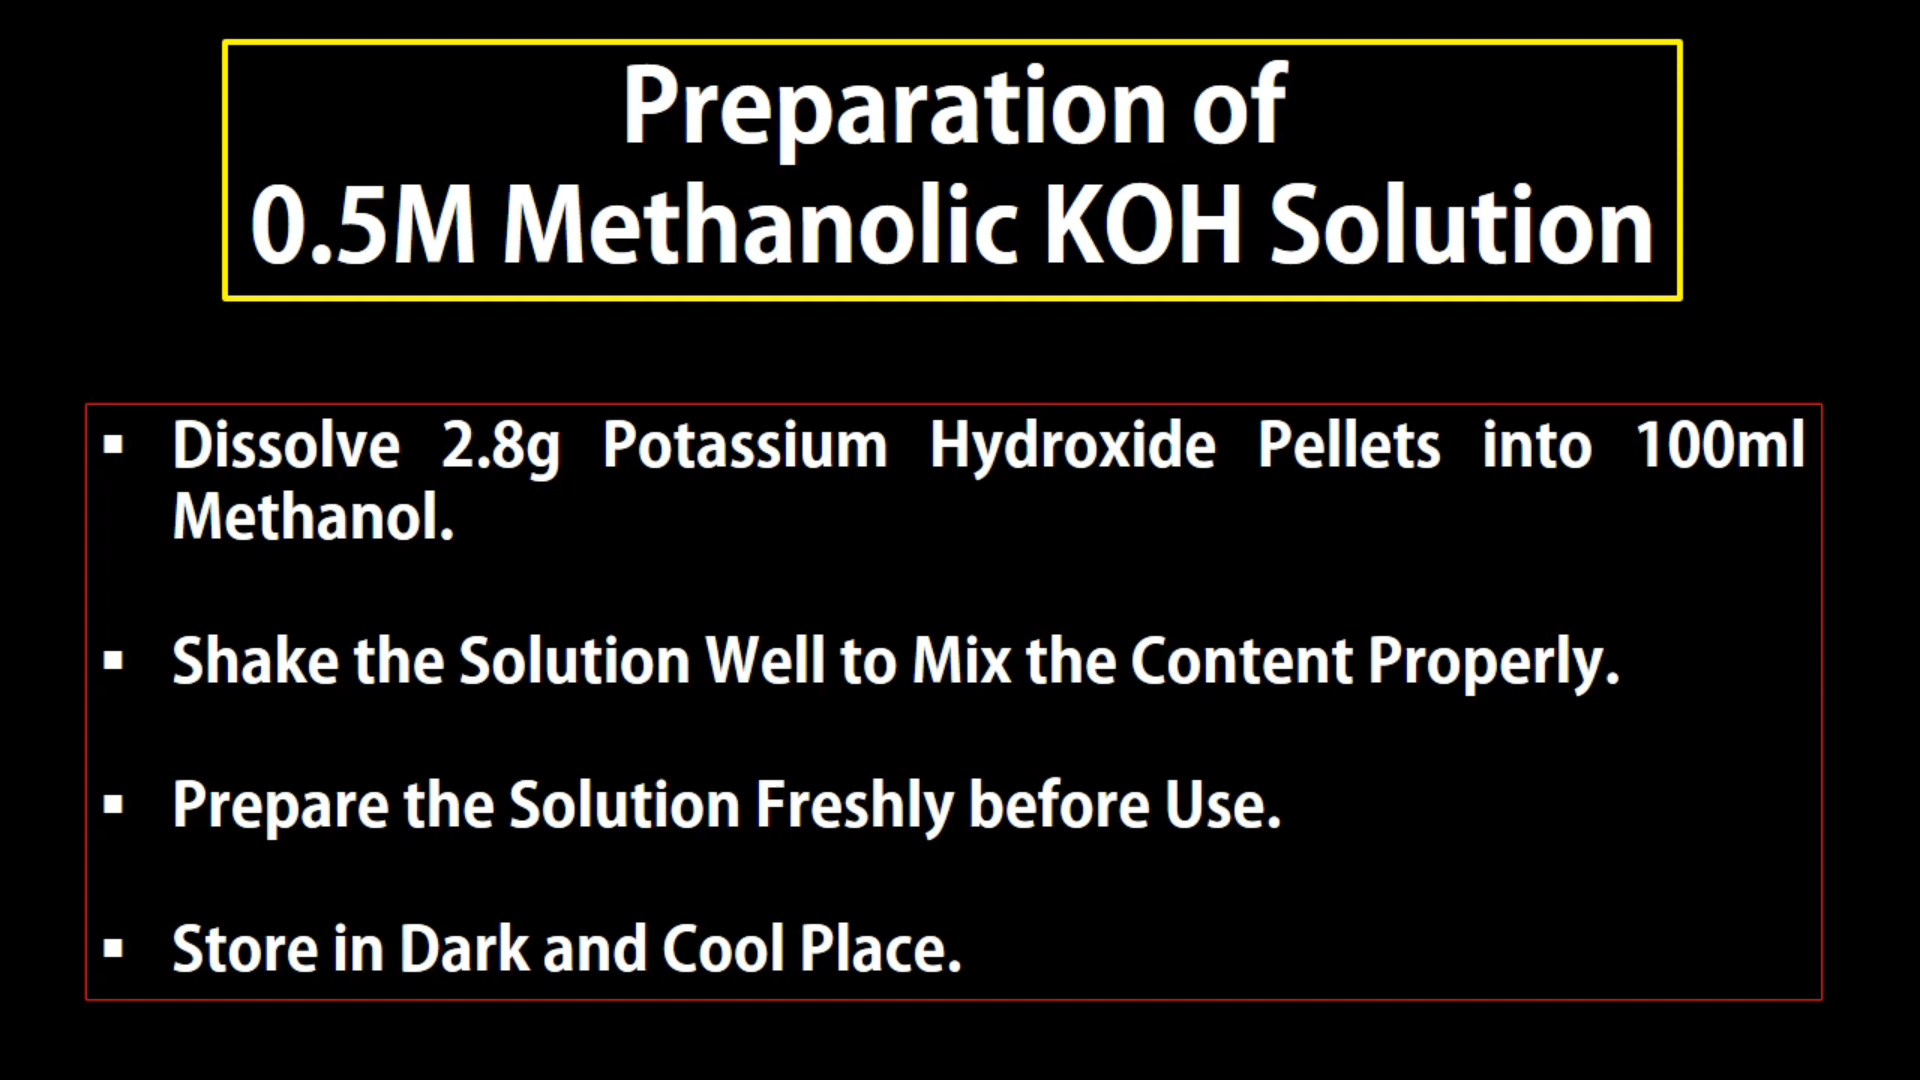 Preparation of
0.5M Methanolic KOH Solution
▪ Dissolve 2.8g Potassium Hydroxide Pellets into 100ml
Methanol.
▪ Shake the Solution Well to Mix the Content Properly.
▪ Prepare the Solution Freshly before Use.
▪ Store in Dark and Cool Place.